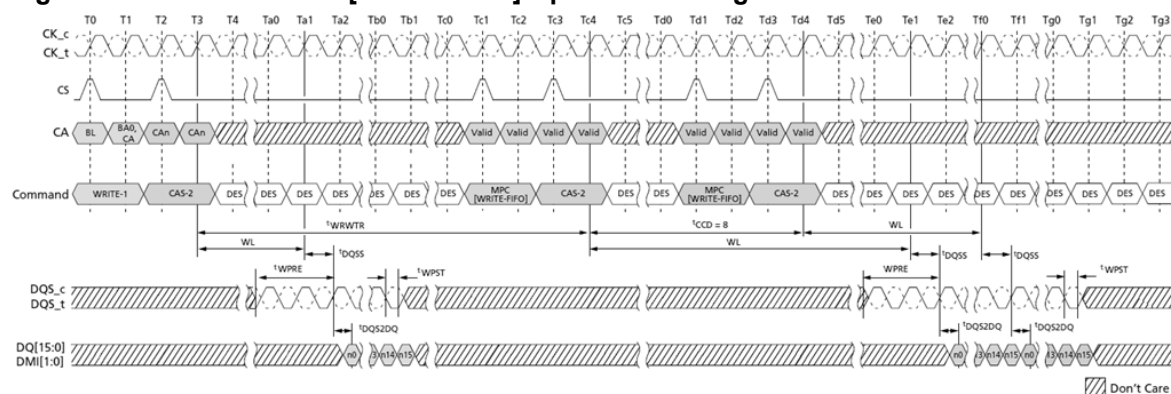 T0 T1 T2 T3 T4 Ta0 Ta1 Ta2 Tb0 Tb1 Tc0 Tc1 Tc2 Tc3 Tc4 Tc5 Td0 Td1 Td2 Td3 Td4 Td5 Te0 Te1 Te2 Tf0 Tf1 Tg0 Tg1 Tg2 Tg3
CK_c
CK_t
CS
CA BL BA0, CA CAn CAn Valid Valid Valid Valid Valid Valid Valid Valid
Command WRITE-1 CAS-2 DES DES DES DES DES DES DES MPC [WRITE-FIFO] CAS-2 DES DES MPC [WRITE-FIFO] CAS-2 DES DES DES DES DES DES DES DES DES DES
tWRWTR tCCD = 8 WL
WL WL
tDQSS tDQSS tDQSS
tWPRE tWPST WPRE tWPST
DQS_c
DQS_t
tDQS2DQ tDQS2DQ tDQS2DQ
DQ[15:0]
DMI[1:0] n0 n14 n15 n0 n14 n15 n0 n14 n15
Don't Care